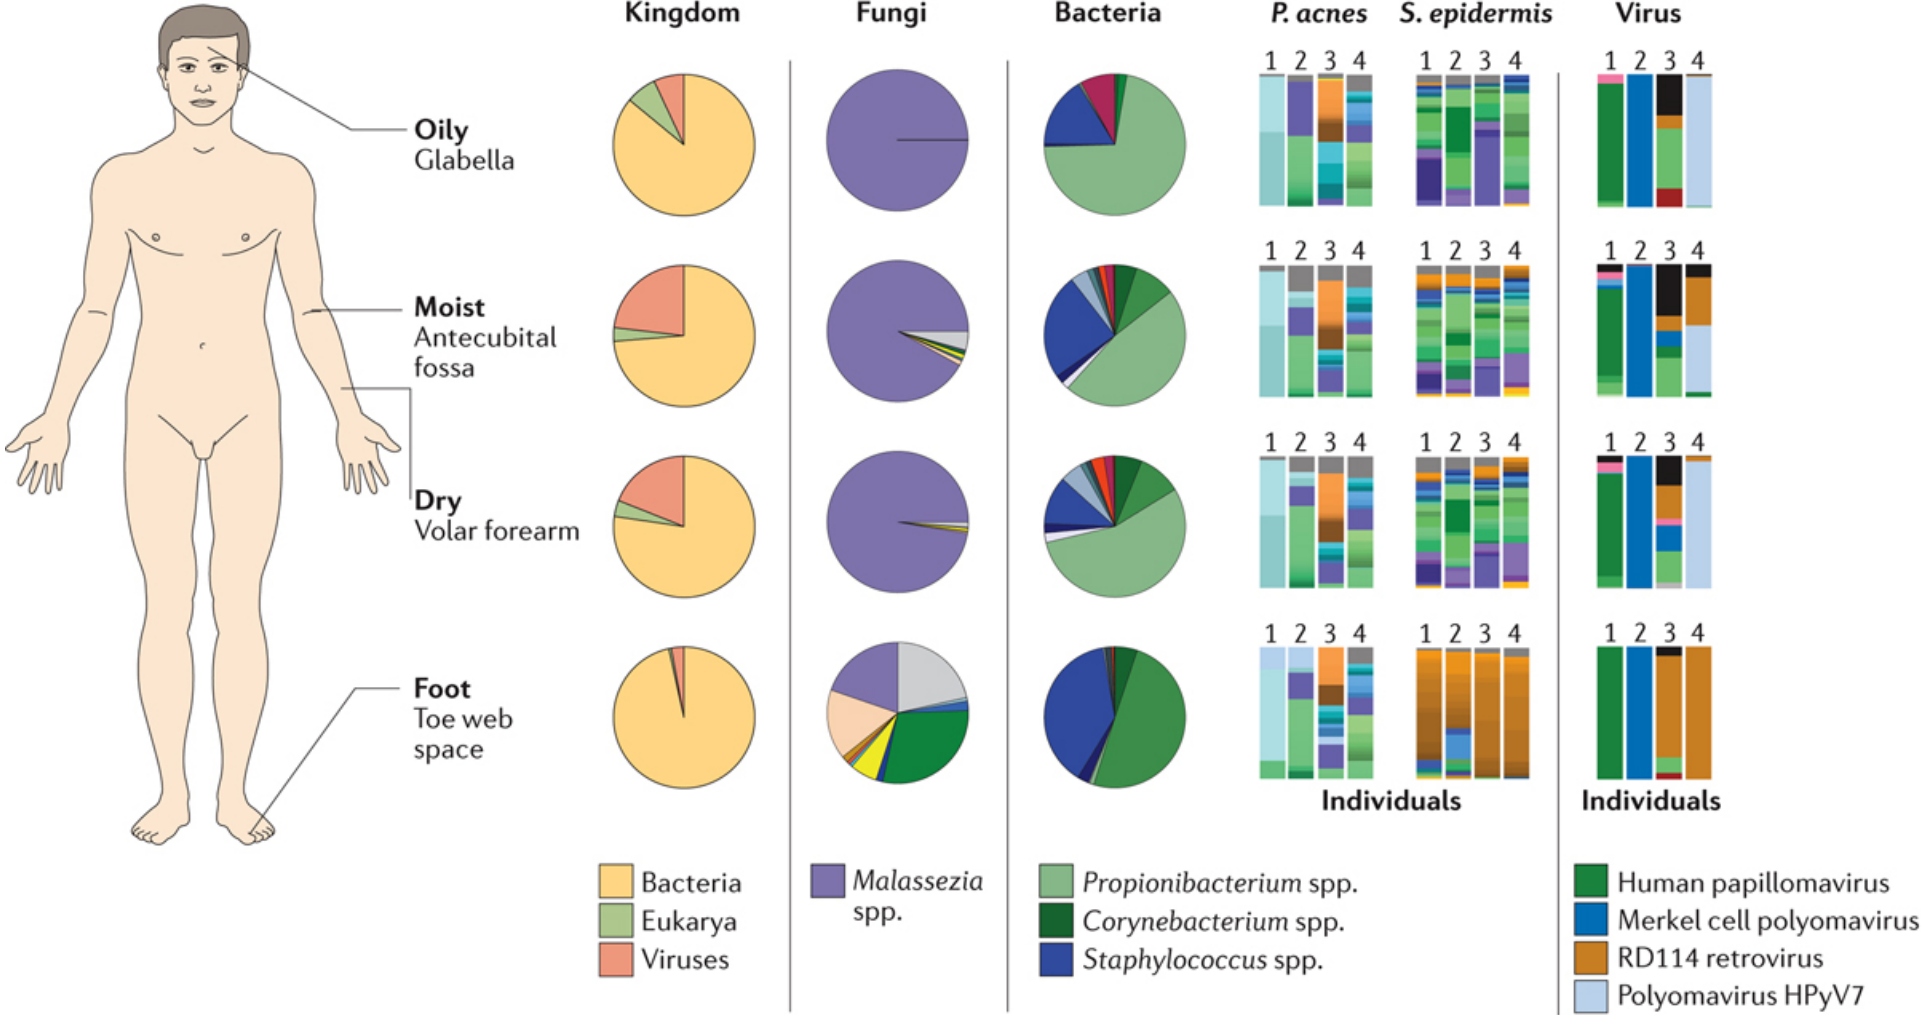 Kingdom
Fungi
Bacteria
P. acnes
S. epidermis
Virus
Oily
Glabella
1 2 3 4
1 2 3 4
1 2 3 4
Moist
Antecubital
fossa
1 2 3 4
1 2 3 4
1 2 3 4
Dry
Volar forearm
1 2 3 4
1 2 3 4
1 2 3 4
Foot
Toe web
space
1 2 3 4
1 2 3 4
1 2 3 4
Individuals
Individuals
Bacteria
Eukarya
Viruses
Malassezia
spp.
Propionibacterium spp.
Corynebacterium spp.
Staphylococcus spp.
Human papillomavirus
Merkel cell polyomavirus
RD114 retrovirus
Polyomavirus HPyV7